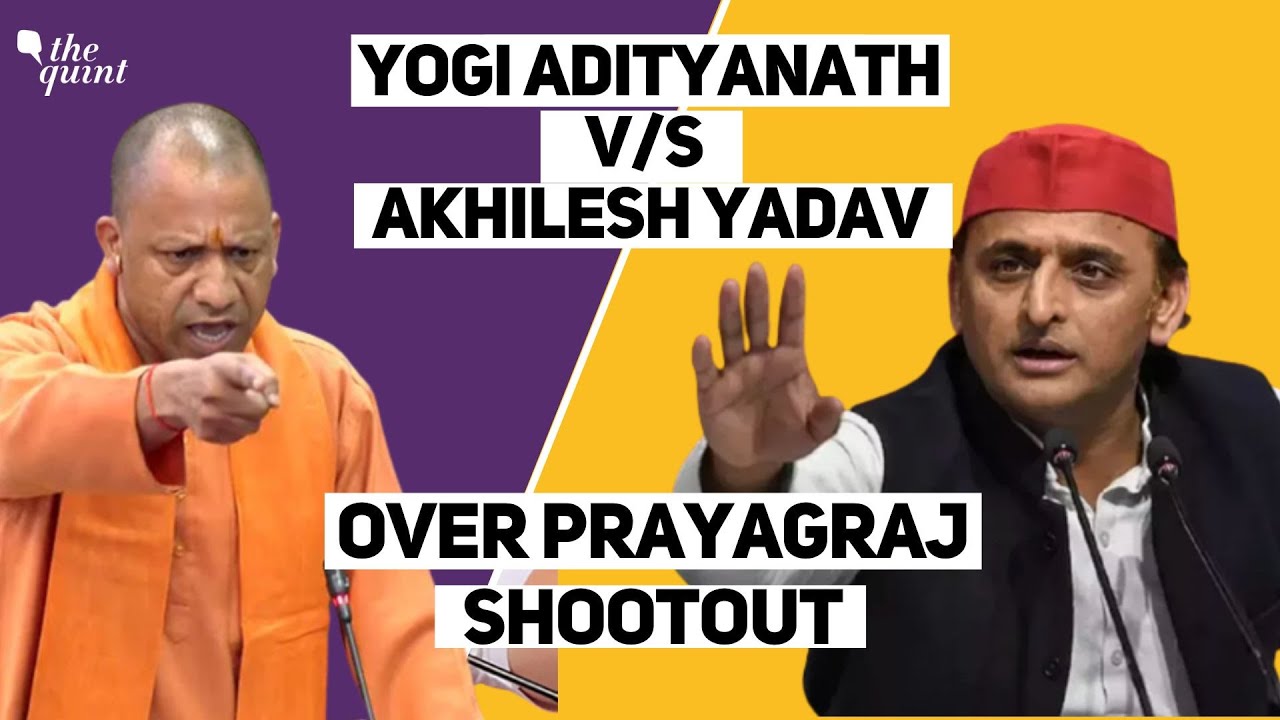 the
quint
YOGI ADITYANATH
V/S
AKHILESH YADAV
OVER PRAYAGRAJ
SHOOTOUT